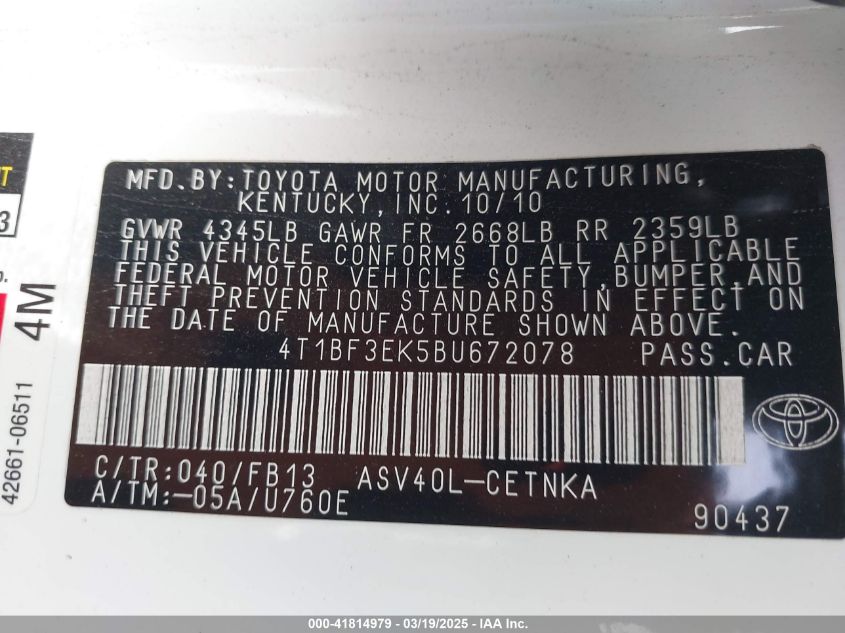 MFD.BY:TOYOTA MOTOR MANUFACTURING,
KENTUCKY,INC.10/10
GVWR 4345LB GAWR FR 2668LB RR 2359LB
THIS VEHICLE CONFORMS TO ALL APPLICABLE
FEDERAL MOTOR VEHICLE SAFETY,BUMPER,AND
THEFT PREVENTION STANDARDS IN EFFECT ON
THE DATE OF MANUFACTURE SHOWN ABOVE.
4T1BF3EK5BU672078 PASS.CAR
C/TR:040/FB13 ASV40L-CETNKA
A/TM:-05A/U760E
90437
4M
42661-06511
3
000-41814979 - 03/19/2025 - IAA Inc.